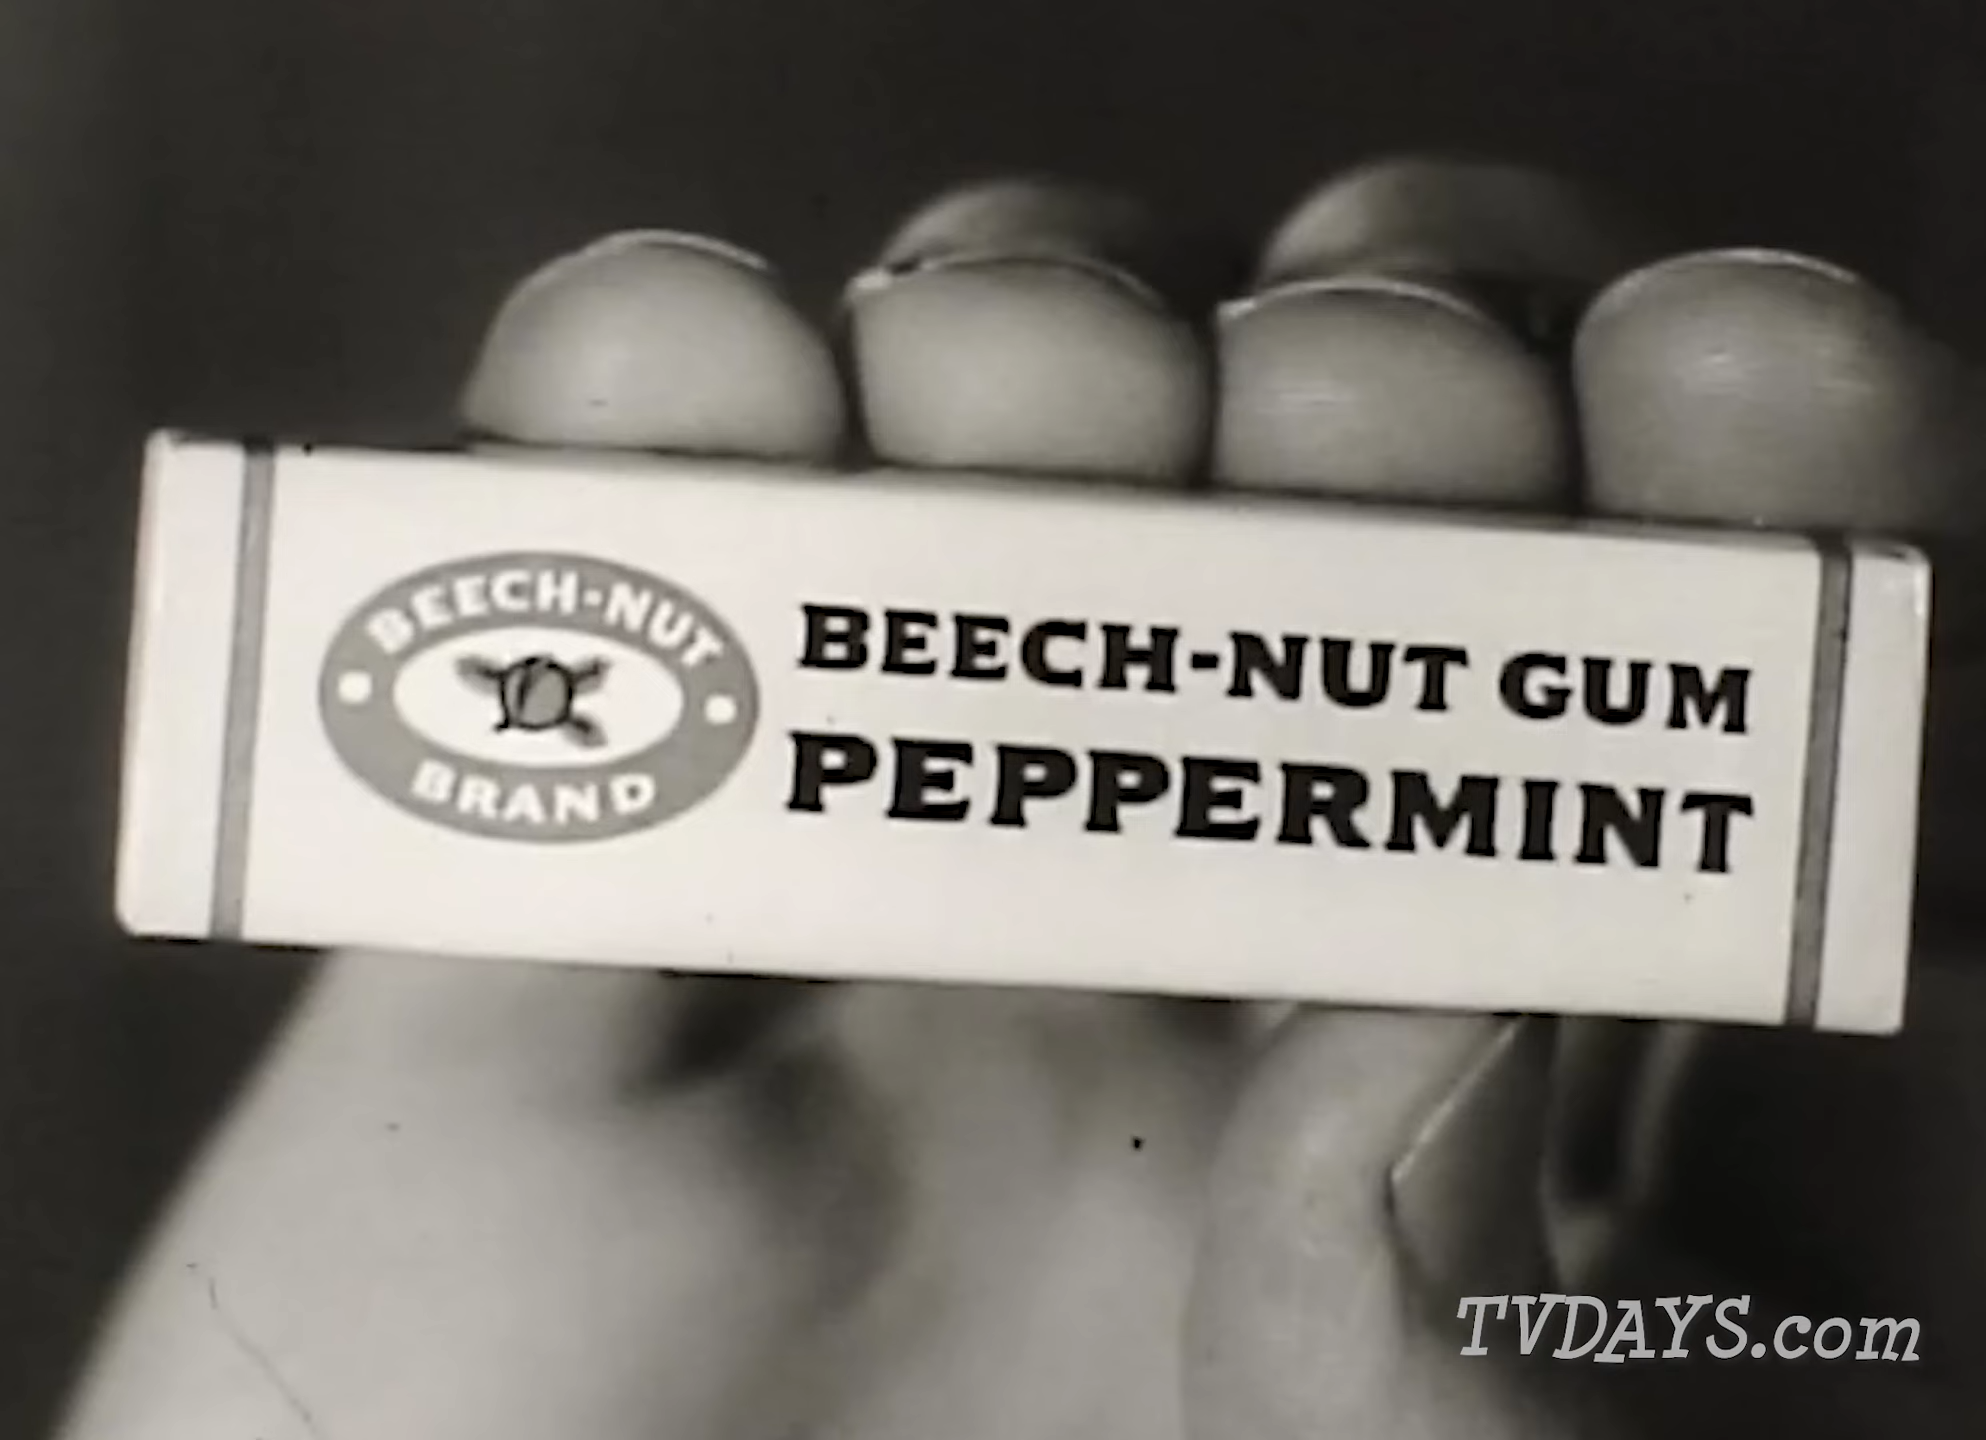 BEECH-NUT
BRAND
BEECH-NUT GUM
PEPPERMINT
TVDAYS.com